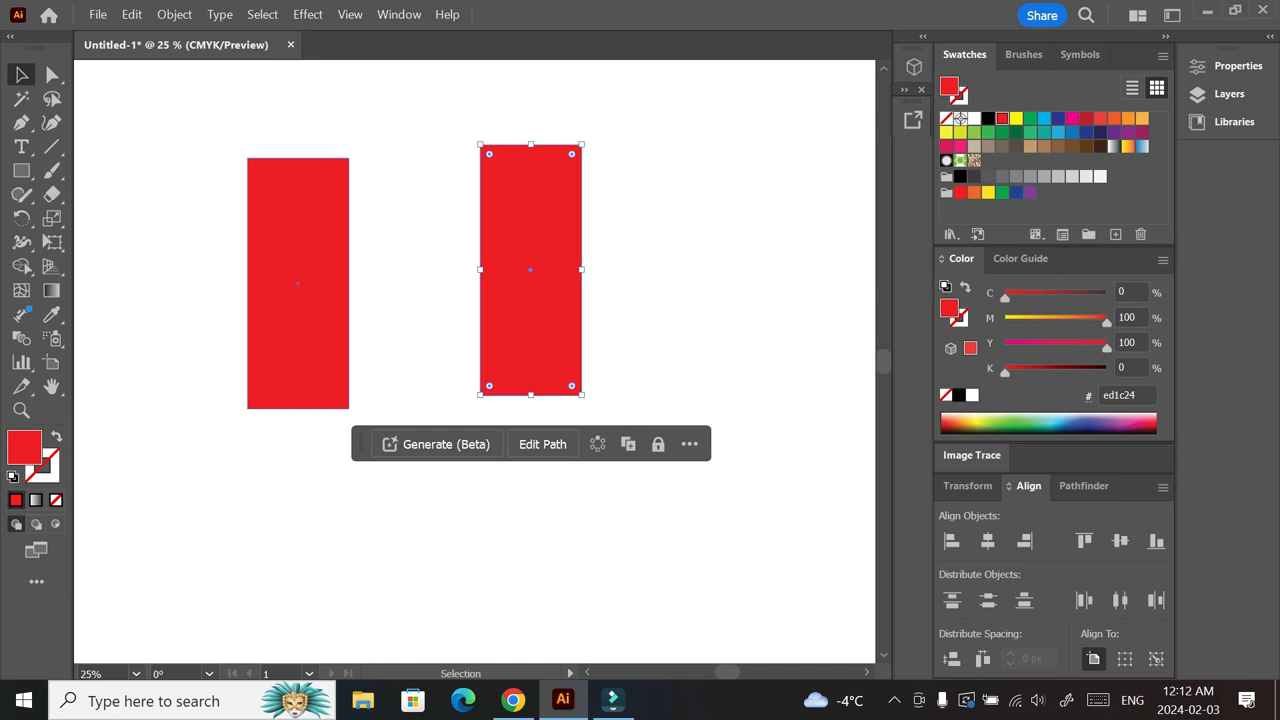 Ai File Edit Object Type Select Effect View Window Help Share
Untitled-1* @ 25 % (CMYK/Preview)
Swatches Brushes Symbols
Properties
Layers
Libraries
Color Color Guide
C 0 %
M 100 %
Y 100 %
K 0 %
# ed1c24
Generate (Beta) Edit Path
Image Trace
Transform Align Pathfinder
Align Objects:
Distribute Objects:
Distribute Spacing: Align To:
0 px
25% 0° 1 Selection
Type here to search
Ai
-4°C
ENG
12:12 AM
2024-02-03